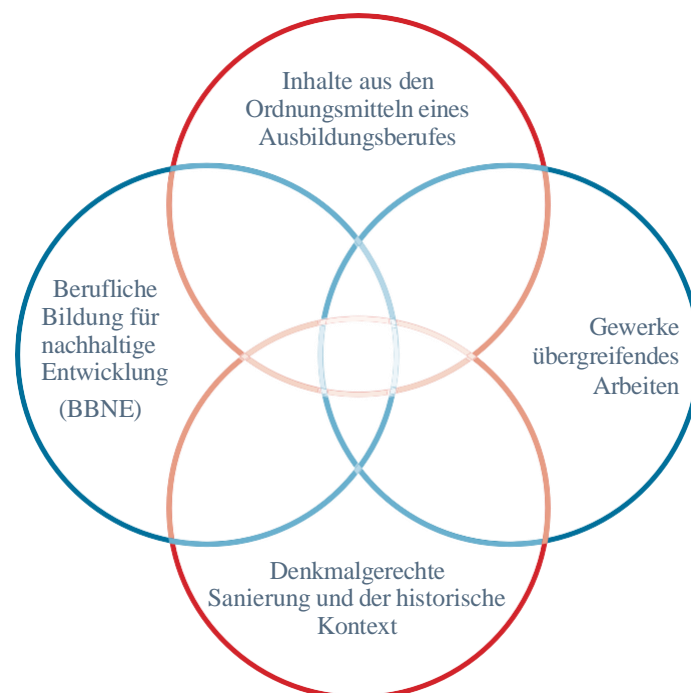 Inhalte aus den
Ordnungsmitteln eines
Ausbildungsberufes
Berufliche
Bildung für
nachhaltige
Entwicklung
(BBNE)
Gewerke
übergreifendes
Arbeiten
Denkmalgerechte
Sanierung und der historische
Kontext